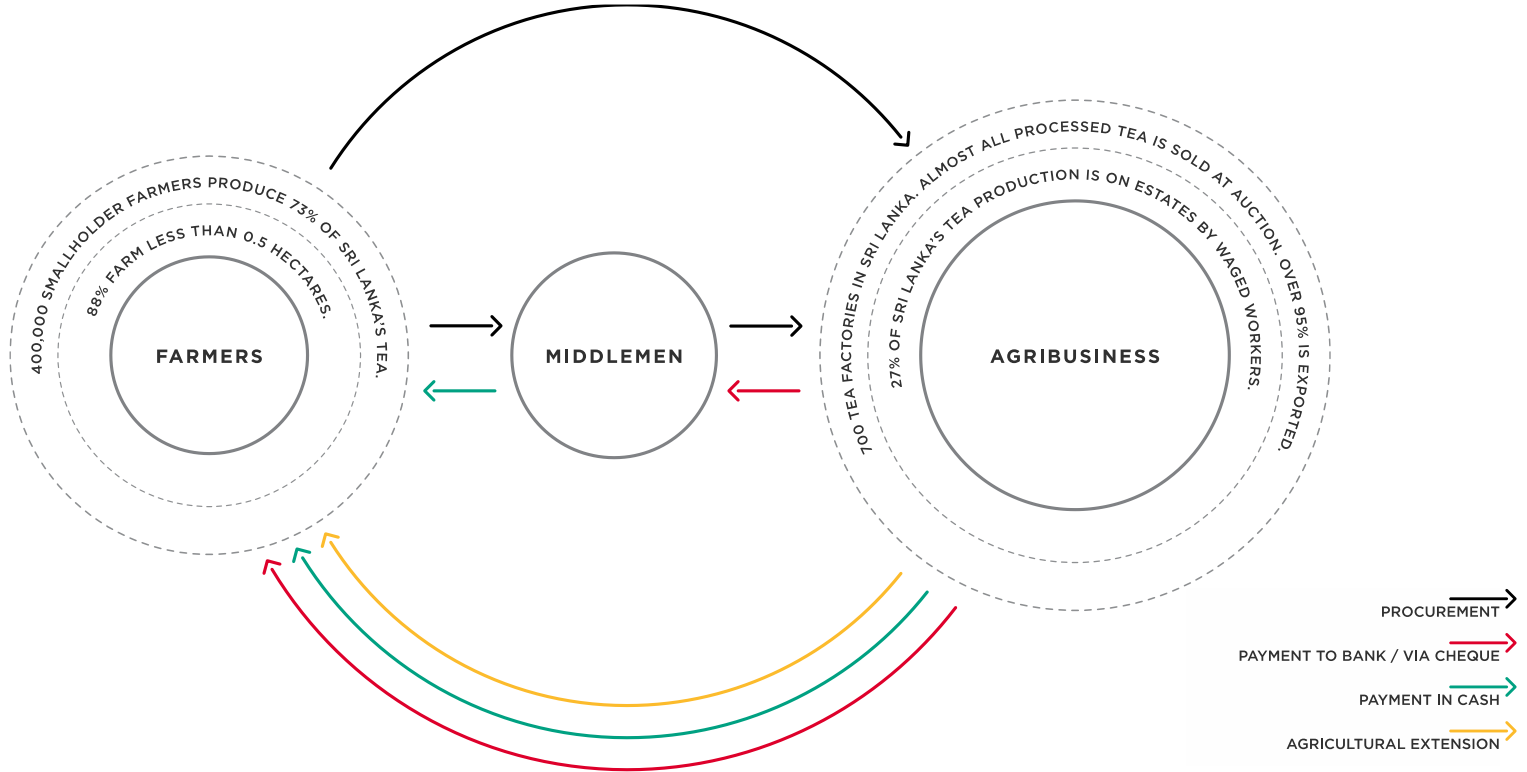 400,000 SMALLHOLDER FARMERS PRODUCE 73% OF SRI LANKA'S TEA.
88% FARM LESS THAN 0.5 HECTARES.
FARMERS
MIDDLEMEN
700 TEA FACTORIES IN SRI LANKA. ALMOST ALL PROCESSED TEA IS SOLD AT AUCTION. OVER 95% IS EXPORTED.
27% OF SRI LANKA'S TEA PRODUCTION IS ON ESTATES BY WAGED WORKERS.
AGRIBUSINESS
PROCUREMENT
PAYMENT TO BANK / VIA CHEQUE
PAYMENT IN CASH
AGRICULTURAL EXTENSION